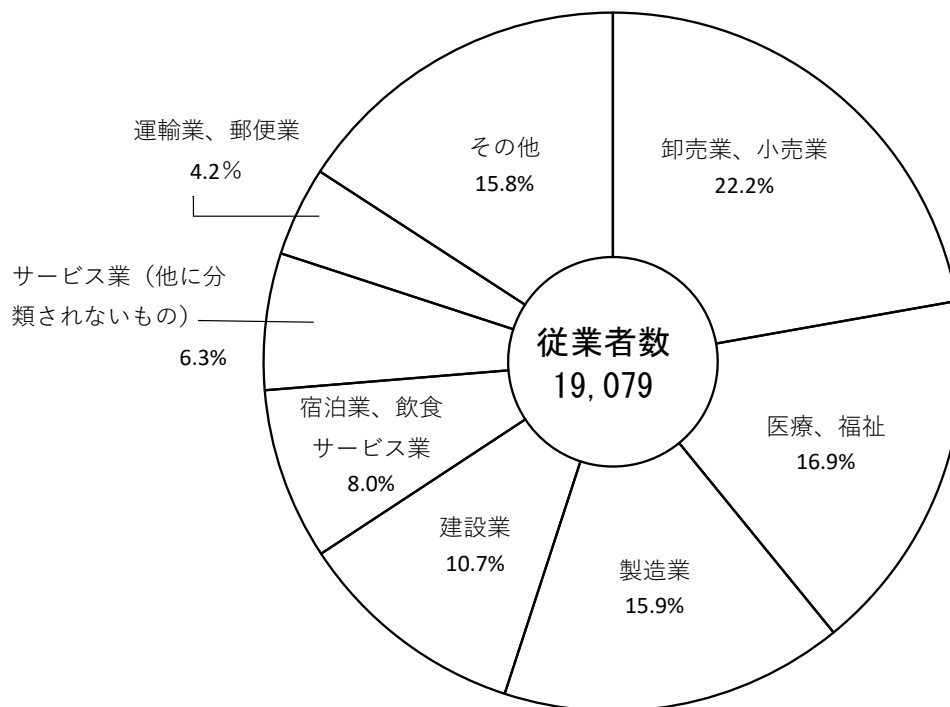 卸売業、小売業
22.2%
医療、福祉
16.9%
製造業
15.9%
建設業
10.7%
宿泊業、飲食
サービス業
8.0%
サービス業（他に分
類されないもの）
6.3%
運輸業、郵便業
4.2%
その他
15.8%
従業者数
19,079